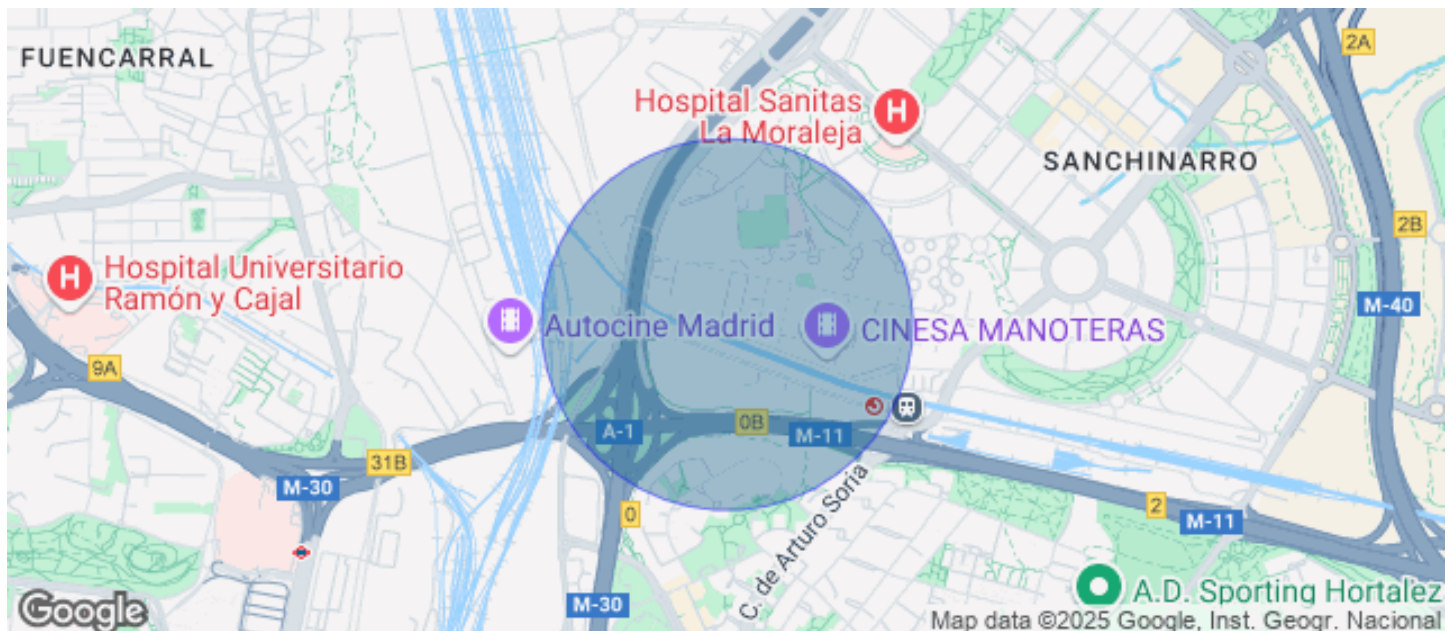 FUENCARRAL
2A
Hospital Sanitas
La Moraleja
H
SANCHINARRO
2B
H
Hospital Universitario
Ramón y Cajal
M-40
Autocine Madrid
CINESA MANOTERAS
9A
0B
A-1
M-11
31B
M-30
C. de Arturo Soria
0
2
M-11
M-30
A.D. Sporting Hortalez
Google
Map data ©2025 Google, Inst. Geogr. Nacional